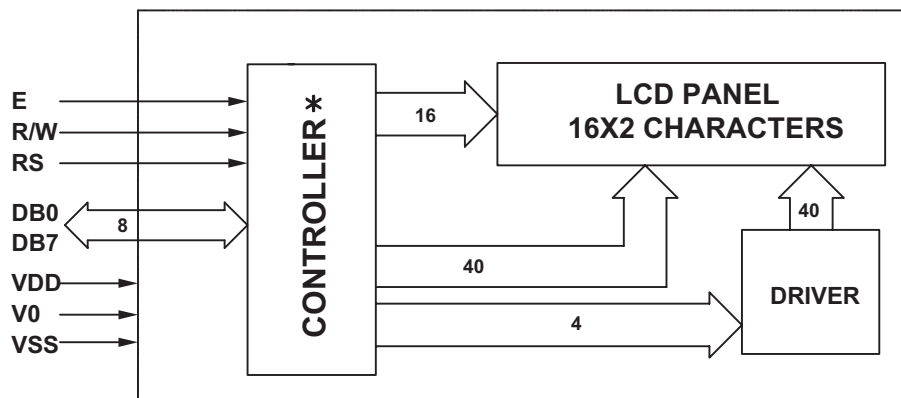 E
R/W
RS
DB0
DB7
8
VDD
V0
VSS
CONTROLLER*
16
40
4
LCD PANEL
16X2 CHARACTERS
40
DRIVER